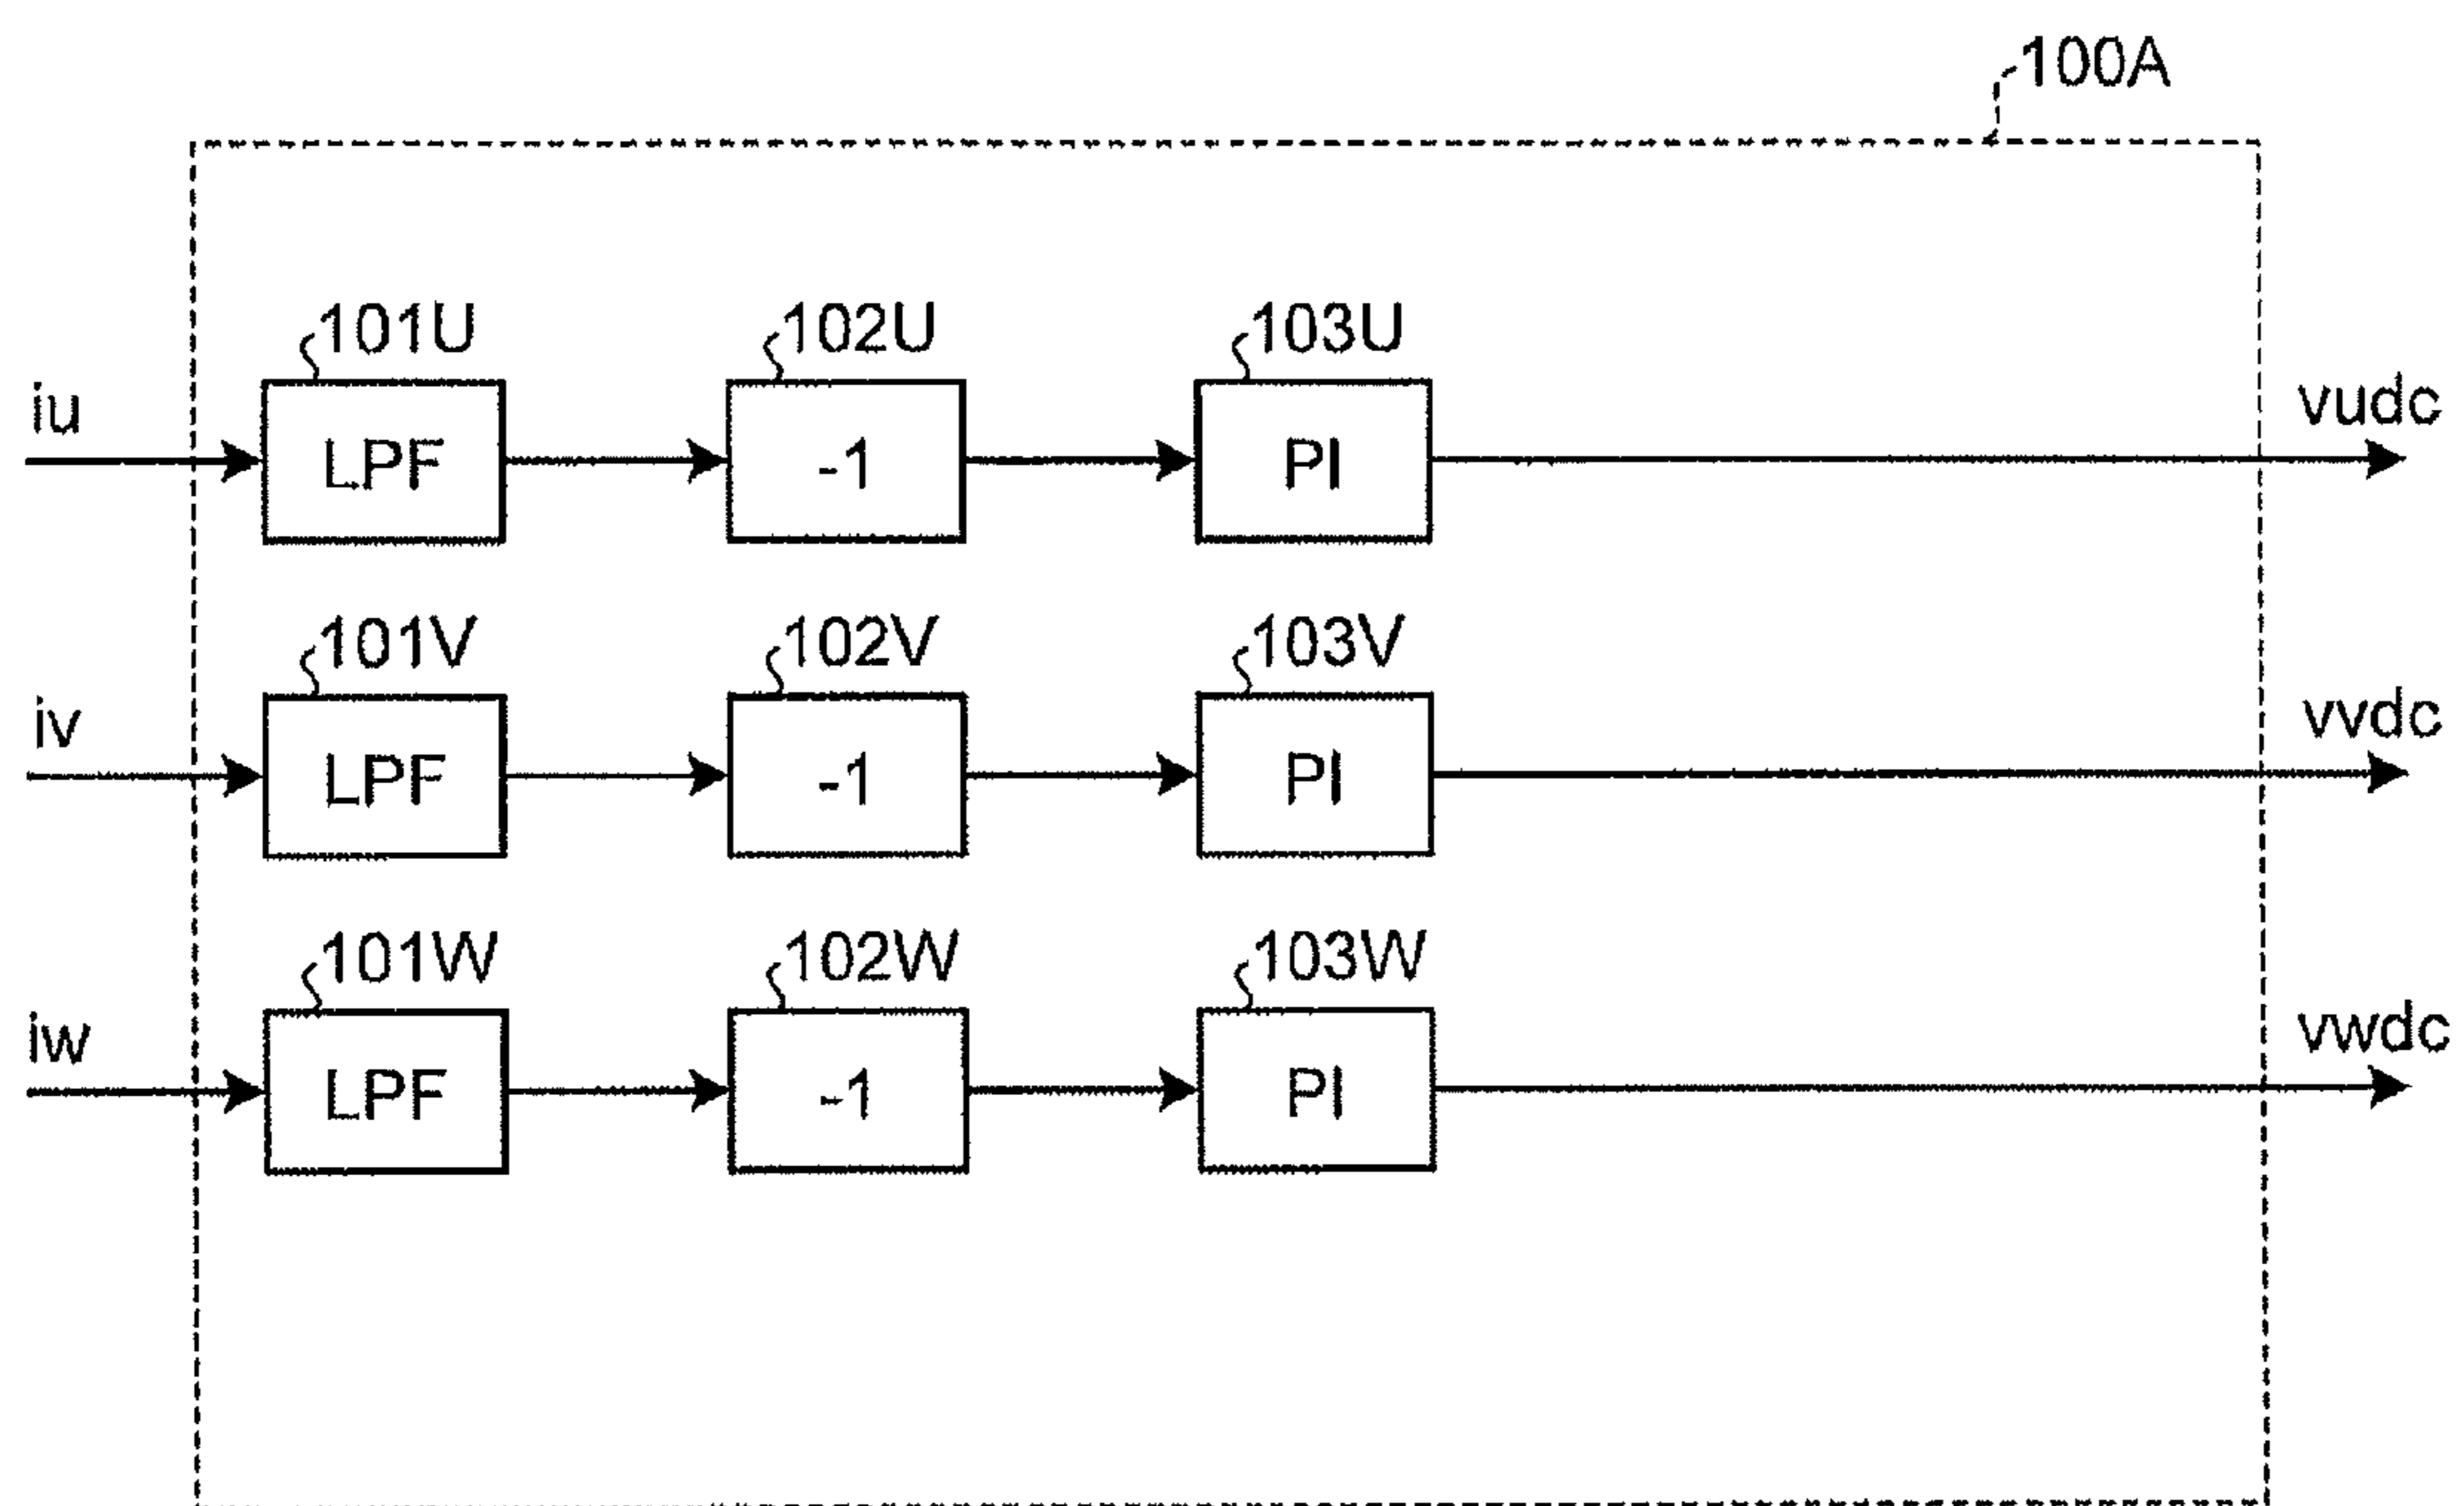 100A
101U 102U 103U
iu LPF -1 PI vudc
101V 102V 103V
iv LPF -1 PI vvdc
101W 102W 103W
iw LPF -1 PI vwdc